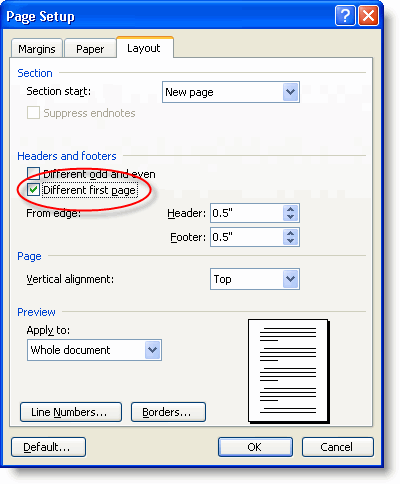 Page Setup
Margins Paper Layout
Section
Section start: New page
Suppress endnotes
Headers and footers
Different odd and even
Different first page
From edge: Header: 0.5"
Footer: 0.5"
Page
Vertical alignment: Top
Preview
Apply to:
Whole document
Line Numbers... Borders...
Default... OK Cancel